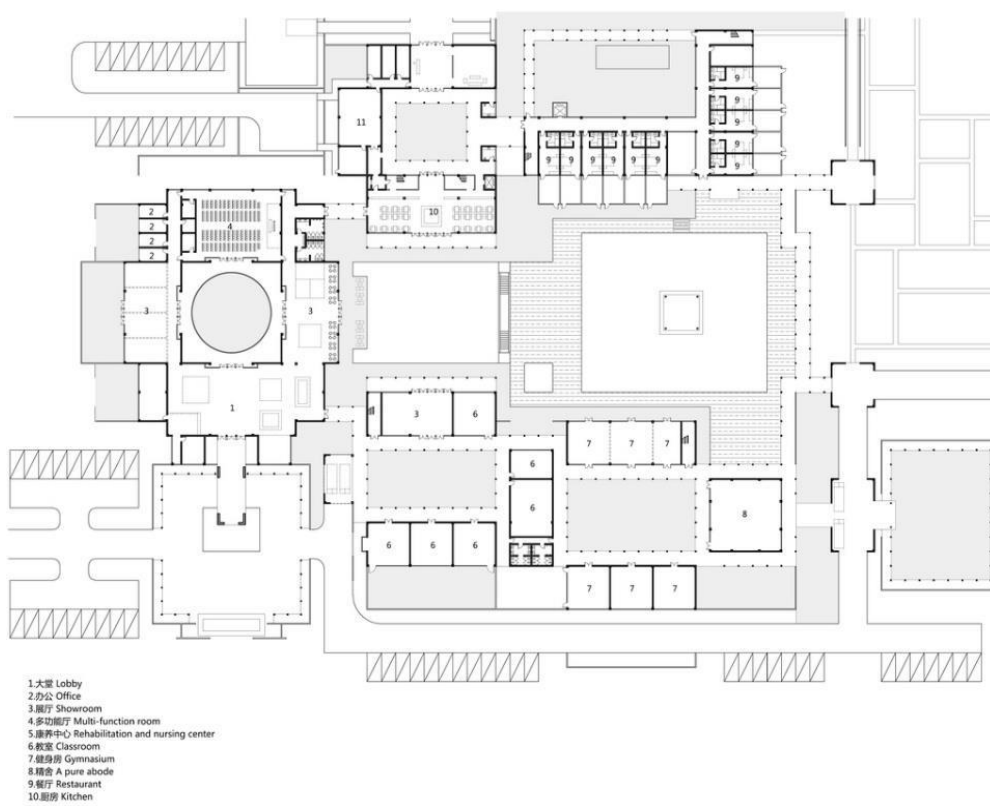 9
9
9
11
9
9
9 9 9 9 9 9
2
10
2
4
2
2
3
3
1
3
6
7 7 7
6
6
8
6 6 6
7 7 7
1.大堂 Lobby
2.办公 Office
3.展厅 Showroom
4.多功能厅 Multi-function room
5.康养中心 Rehabilitation and nursing center
6.教室 Classroom
7.健身房 Gymnasium
8.精舍 A pure abode
9.餐厅 Restaurant
10.厨房 Kitchen